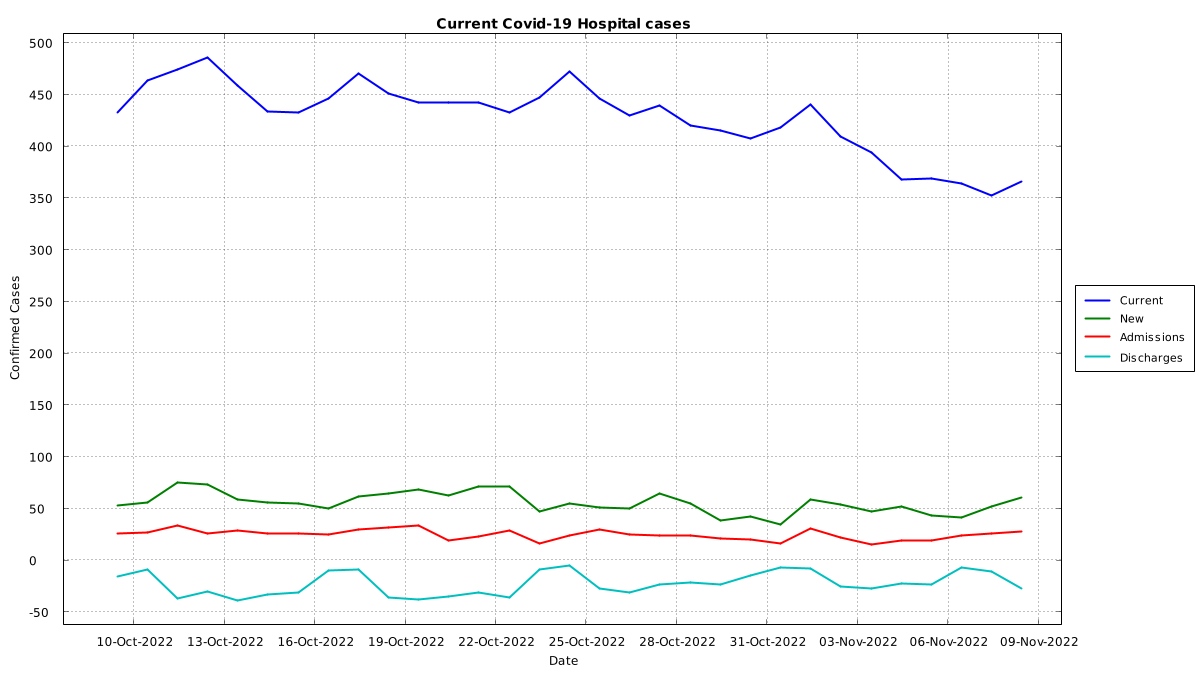 Current Covid-19 Hospital cases
Confirmed Cases
500
450
400
350
300
250
200
150
100
50
0
-50
10-Oct-2022 13-Oct-2022 16-Oct-2022 19-Oct-2022 22-Oct-2022 25-Oct-2022 28-Oct-2022 31-Oct-2022 03-Nov-2022 06-Nov-2022 09-Nov-2022
Date
Current
New
Admissions
Discharges